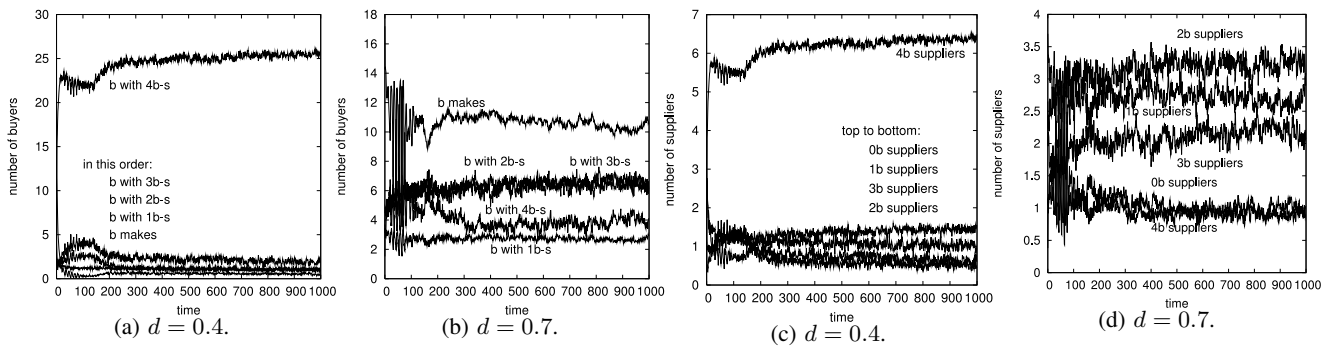 number of buyers
30
25
20
15
10
5
0
b with 4b-s
in this order:
b with 3b-s
b with 2b-s
b with 1b-s
b makes
0 100 200 300 400 500 600 700 800 900 1000
time
(a) d = 0.4.
number of buyers
18
16
14
12
10
8
6
4
2
0
b makes
b with 2b-s b with 3b-s
b with 4b-s
b with 1b-s
0 100 200 300 400 500 600 700 800 900 1000
time
(b) d = 0.7.
number of suppliers
7
6
5
4
3
2
1
0
4b suppliers
top to bottom:
0b suppliers
1b suppliers
3b suppliers
2b suppliers
0 100 200 300 400 500 600 700 800 900 1000
time
(c) d = 0.4.
number of suppliers
4
3.5
3
2.5
2
1.5
1
0.5
0
2b suppliers
1b suppliers
3b suppliers
0b suppliers
4b suppliers
0 100 200 300 400 500 600 700 800 900 1000
time
(d) d = 0.7.